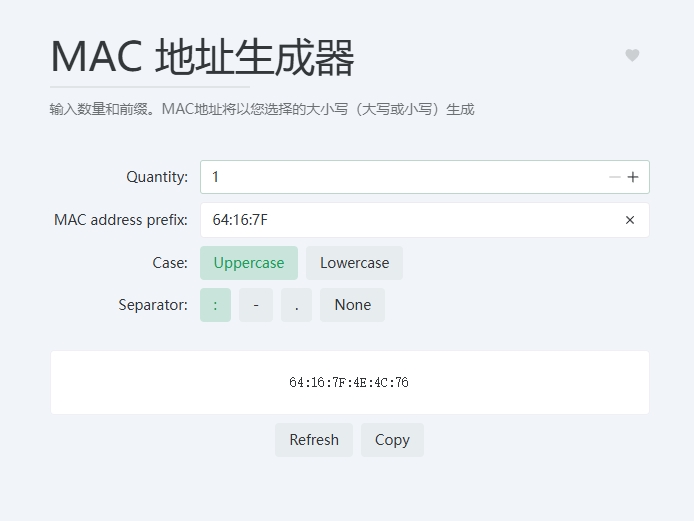 MAC 地址生成器
输入数量和前缀。MAC地址将以您选择的大小写（大写或小写）生成
Quantity: 1
MAC address prefix: 64:16:7F
Case: Uppercase Lowercase
Separator: : - . None
64:16:7F:4E:4C:76
Refresh Copy